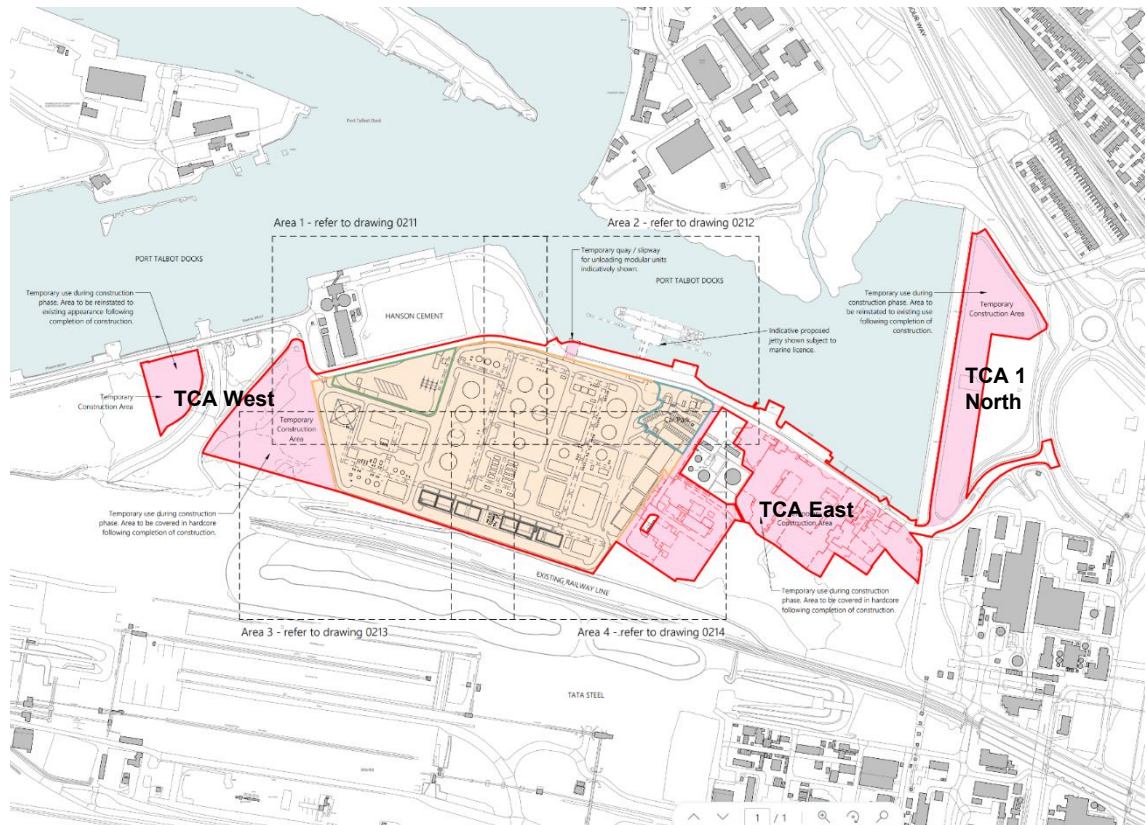 OUR WAY
Port Talbot Dock
Area 1 - refer to drawing 0211
Area 2 - refer to drawing 0212
PORT TALBOT DOCKS
Temporary use during construction
phase. Area to be reinstated to
existing appearance following
completion of construction.
HANSON CEMENT
Temporary quay / slipway
for unloading modular units
indicatively shown.
PORT TALBOT DOCKS
Indicative proposed
jetty shown subject to
marine licence.
Temporary use during
construction phase. Area to
be reinstated to existing use
following completion of
construction.
Temporary
Construction Area
TCA 1
North
Temporary
Construction Area
TCA West
Temporary
Construction
Area
Car Park
TCA East
Construction Area
Temporary use during construction
phase. Area to be covered in hardcore
following completion of construction.
Temporary use during construction
phase. Area to be covered in hardcore
following completion of construction.
EXISTING RAILWAY LINE
Area 3 - refer to drawing 0213
Area 4 - refer to drawing 0214
TATA STEEL
1 / 1